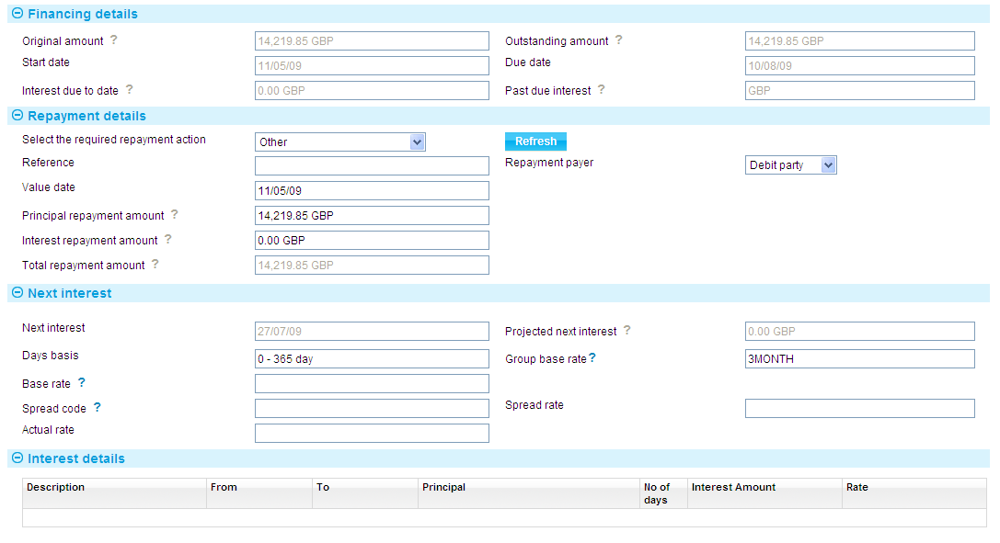 Financing details
Original amount ? 14,219.85 GBP Outstanding amount ? 14,219.85 GBP
Start date 11/05/09 Due date 10/08/09
Interest due to date ? 0.00 GBP Past due interest ? GBP
Repayment details
Select the required repayment action Other Refresh
Reference Repayment payer Debit party
Value date 11/05/09
Principal repayment amount ? 14,219.85 GBP
Interest repayment amount ? 0.00 GBP
Total repayment amount ? 14,219.85 GBP
Next interest
Next interest 27/07/09 Projected next interest ? 0.00 GBP
Days basis 0 - 365 day Group base rate ? 3MONTH
Base rate ?
Spread code ? Spread rate
Actual rate
Interest details
Description From To Principal No of days Interest Amount Rate